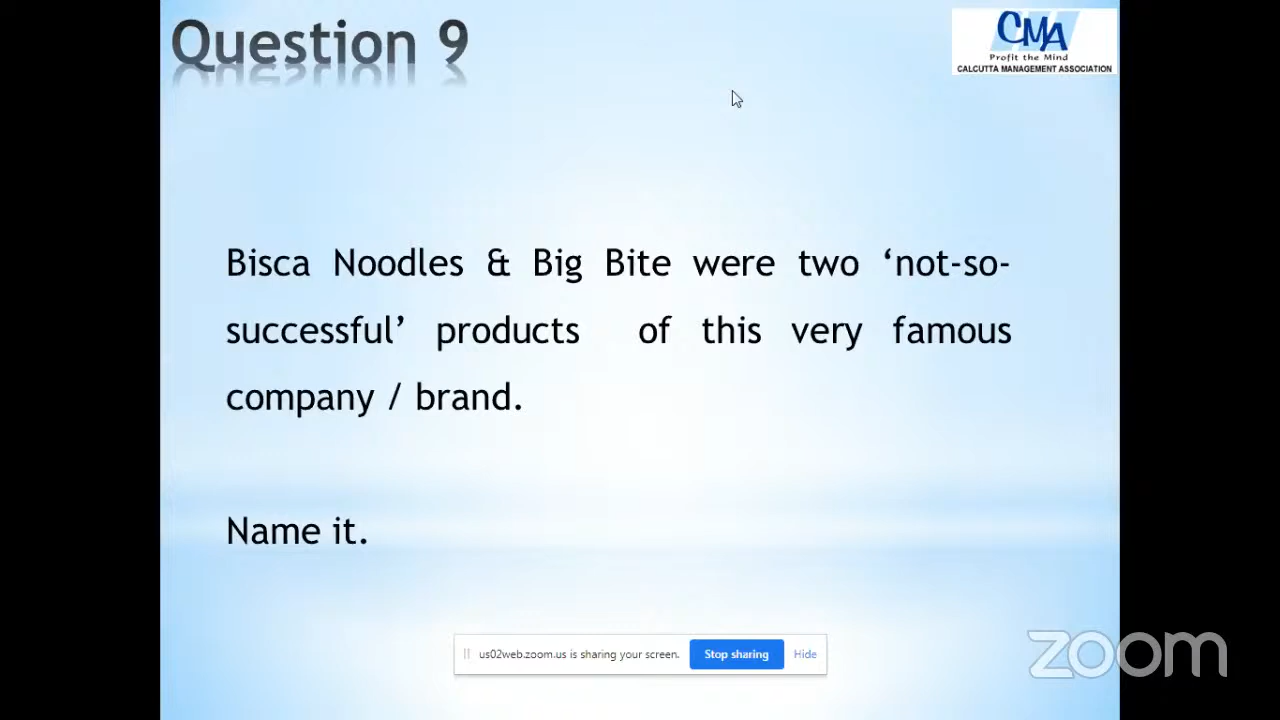 Question 9
CMA
Profit the Mind
CALCUTTA MANAGEMENT ASSOCIATION
Bisca Noodles & Big Bite were two ‘not-so-
successful’ products of this very famous
company / brand.
Name it.
us02web.zoom.us is sharing your screen. Stop sharing Hide
zoom